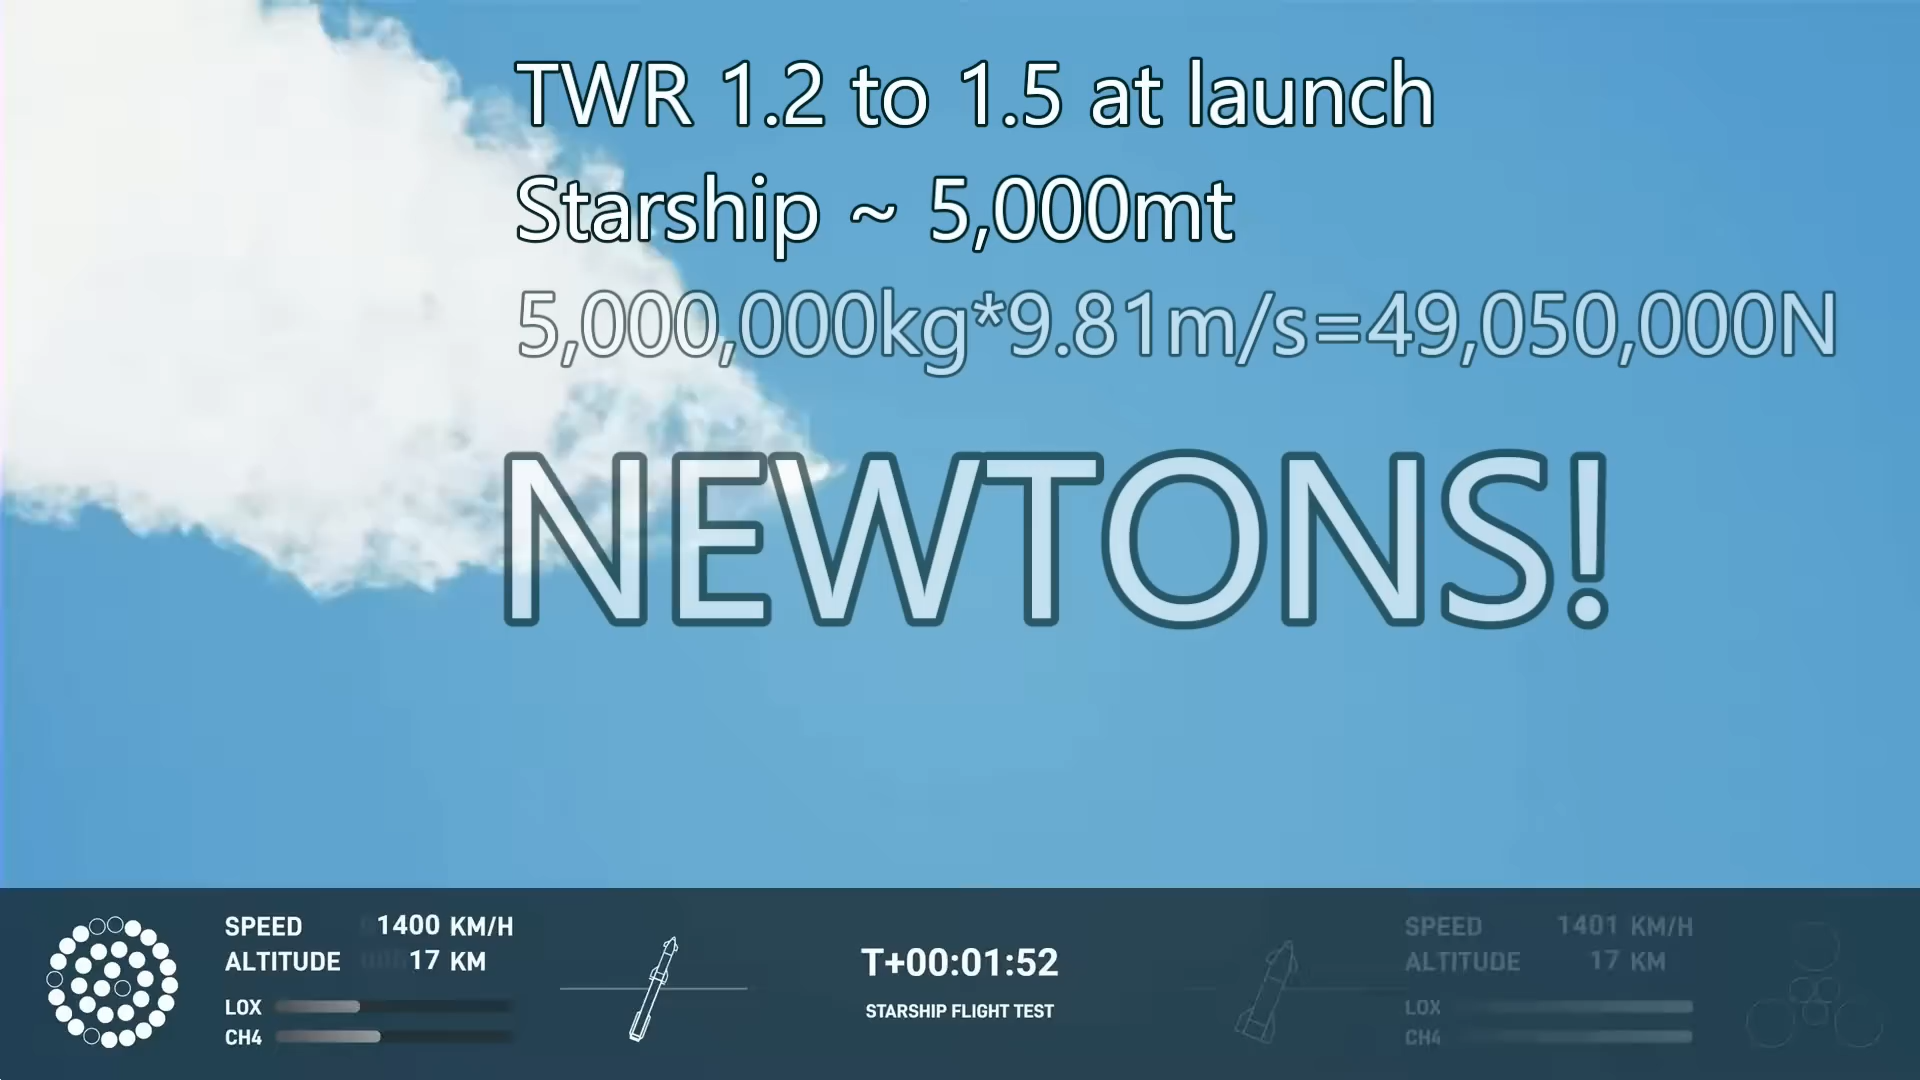 TWR 1.2 to 1.5 at launch
Starship ~ 5,000mt
5,000,000kg*9.81m/s=49,050,000N
NEWTONS!
SPEED 1400 KM/H
ALTITUDE 17 KM
LOX
CH4
T+00:01:52
STARSHIP FLIGHT TEST
SPEED 1401 KM/H
ALTITUDE 17 KM
LOX
CH4